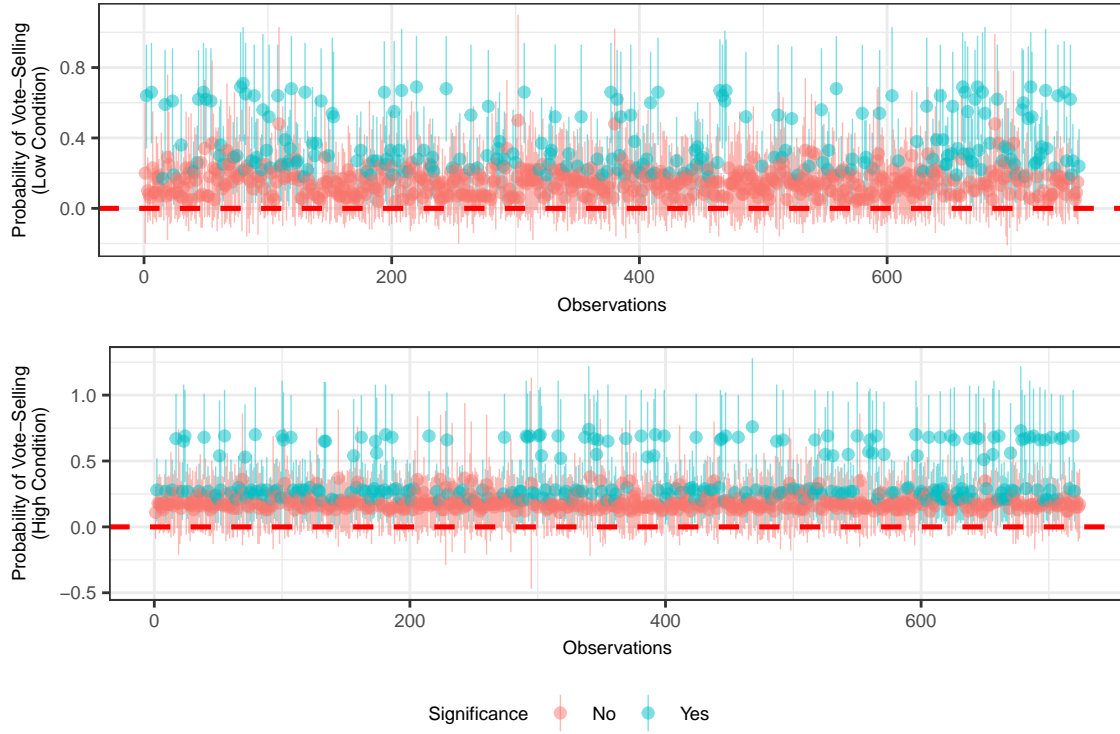 Probability of Vote−Selling
(Low Condition)
0.8
0.4
0.0
0
200
400
600
Observations
Probability of Vote−Selling
(High Condition)
1.0
0.5
0.0
−0.5
0
200
400
600
Observations
Significance
No
Yes